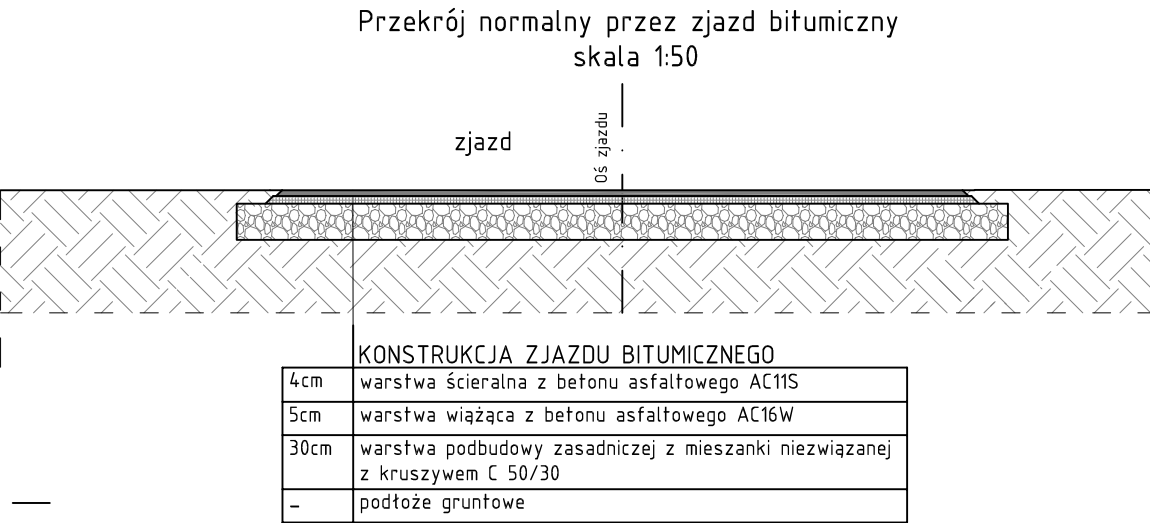 Przekrój normalny przez zjazd bitumiczny
skala 1:50
zjazd
Oś zjazdu
KONSTRUKCJA ZJAZDU BITUMICZNEGO
4cm warstwa ścieralna z betonu asfaltowego AC11S
5cm warstwa wiążąca z betonu asfaltowego AC16W
30cm warstwa podbudowy zasadniczej z mieszanki niezwiązanej
z kruszywem C 50/30
- podłoże gruntowe